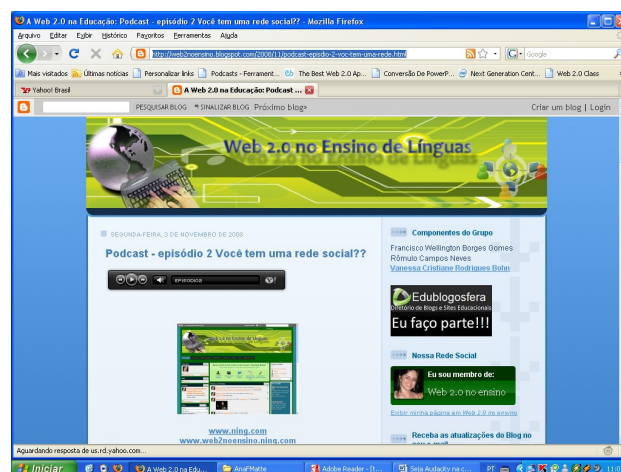 A Web 2.0 na Educação: Podcast - episódio 2 Você tem uma rede social?? - Mozilla Firefox
Arquivo Editar Exibir Histórico Favoritos Ferramentas Ajuda
http://web2noensino.blogspot.com/2008/11/podcast-episdio-2-voc-tem-uma-rede.html
Google
Mais visitados Últimas notícias Personalizar links Podcasts - Ferrament... The Best Web 2.0 Ap... Conversão De PowerP... Next Generation Cent... Web 2.0 Class
Yahoo! Brasil A Web 2.0 na Educação: Podcast ...
PESQUISAR BLOG SINALIZAR BLOG Próximo blog» Criar um blog | Login
Web 2.0 no Ensino de Línguas
SEGUNDA-FEIRA, 3 DE NOVEMBRO DE 2008
Podcast - episódio 2 Você tem uma rede social??
EPISODIO2
www.ning.com
www.web2noensino.ning.com
Componentes do Grupo
Francisco Wellington Borges Gomes
Rômulo Campos Neves
Vanessa Cristiane Rodrigues Bohn
Edublogosfera
Diretório de Blogs e Sites Educacionais
Eu faço parte!!!
Nossa Rede Social
Eu sou membro de:
Web 2.0 no ensino
Exibir minha página em Web 2.0 no ensino
Receba as atualizações do Blog no
seu e-mail
Aguardando resposta de us.rd.yahoo.com...
Iniciar A Web 2.0 na Edu... AnaFMatte Adobe Reader - [t... Seja Audacity na c... PT 11:0